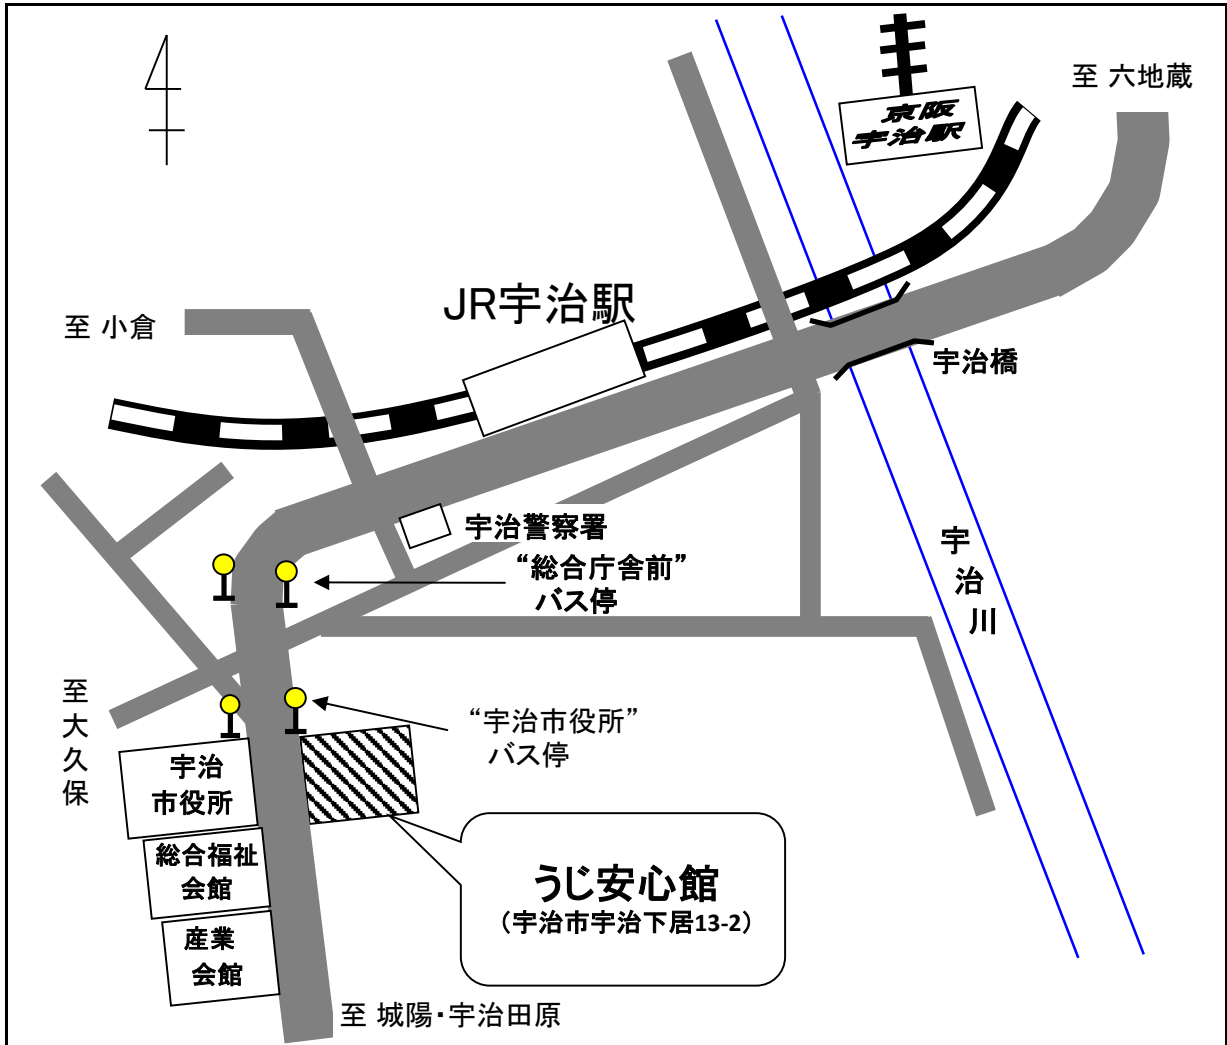 至 六地蔵
京阪
宇治駅
JR宇治駅
至 小倉
宇治橋
宇治警察署
“総合庁舎前”
バス停
宇治川
至大久保
“宇治市役所”
バス停
宇治
市役所
総合福祉
会館
産業
会館
うじ安心館
（宇治市宇治下居13-2）
至 城陽・宇治田原